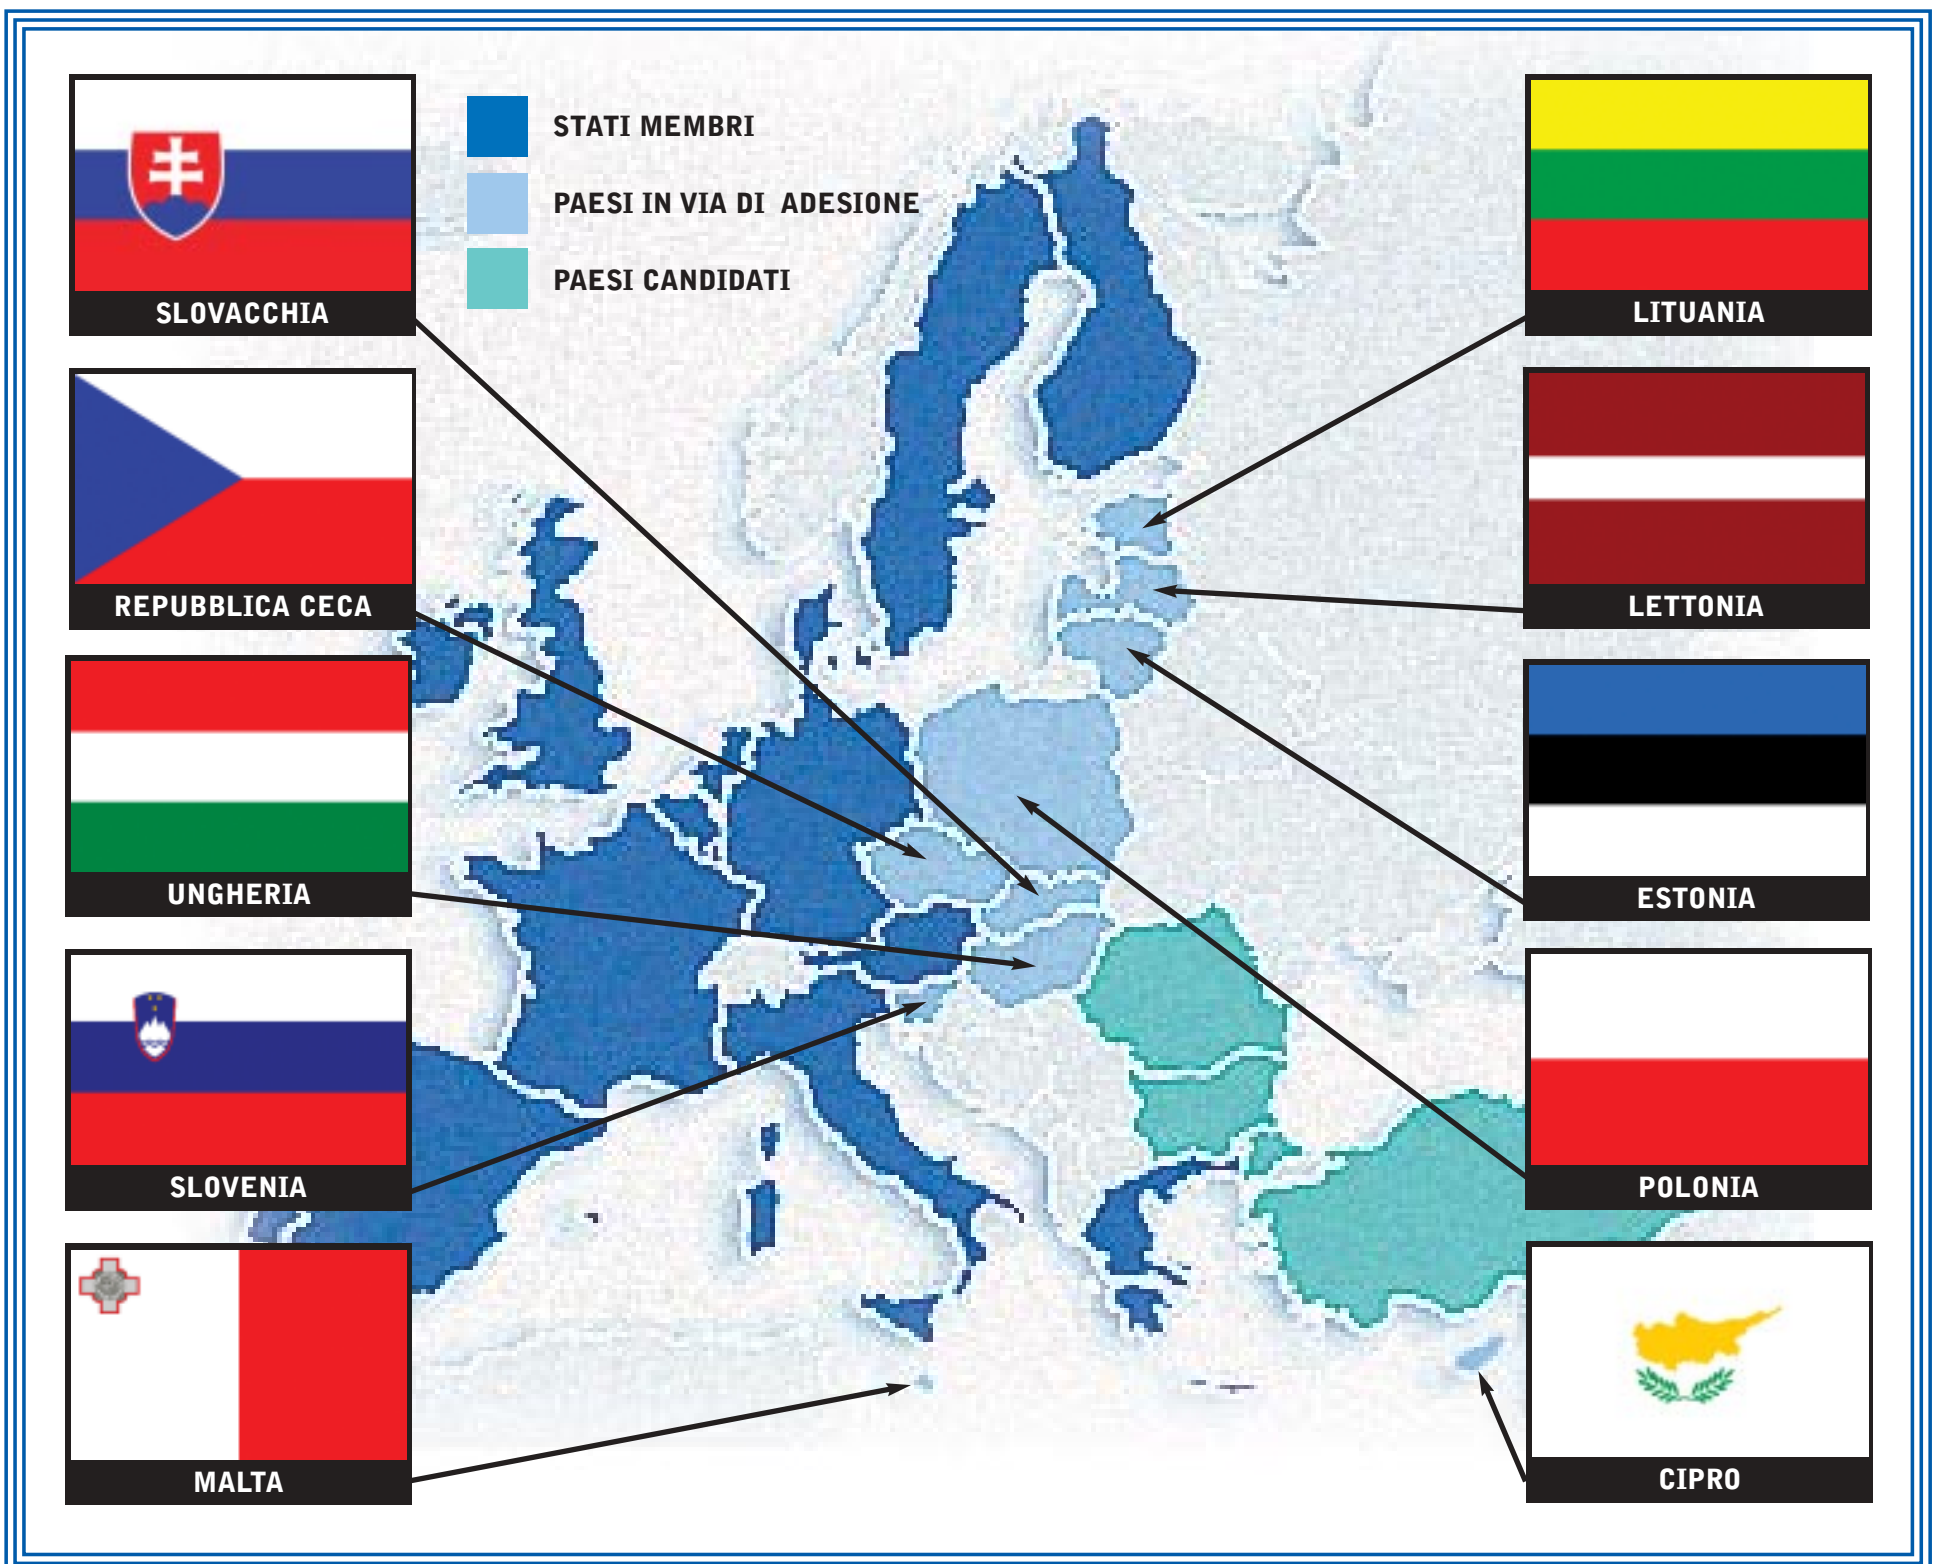 STATI MEMBRI
PAESI IN VIA DI ADESIONE
PAESI CANDIDATI
SLOVACCHIA
REPUBBLICA CECA
UNGHERIA
SLOVENIA
MALTA
LITUANIA
LETTONIA
ESTONIA
POLONIA
CIPRO